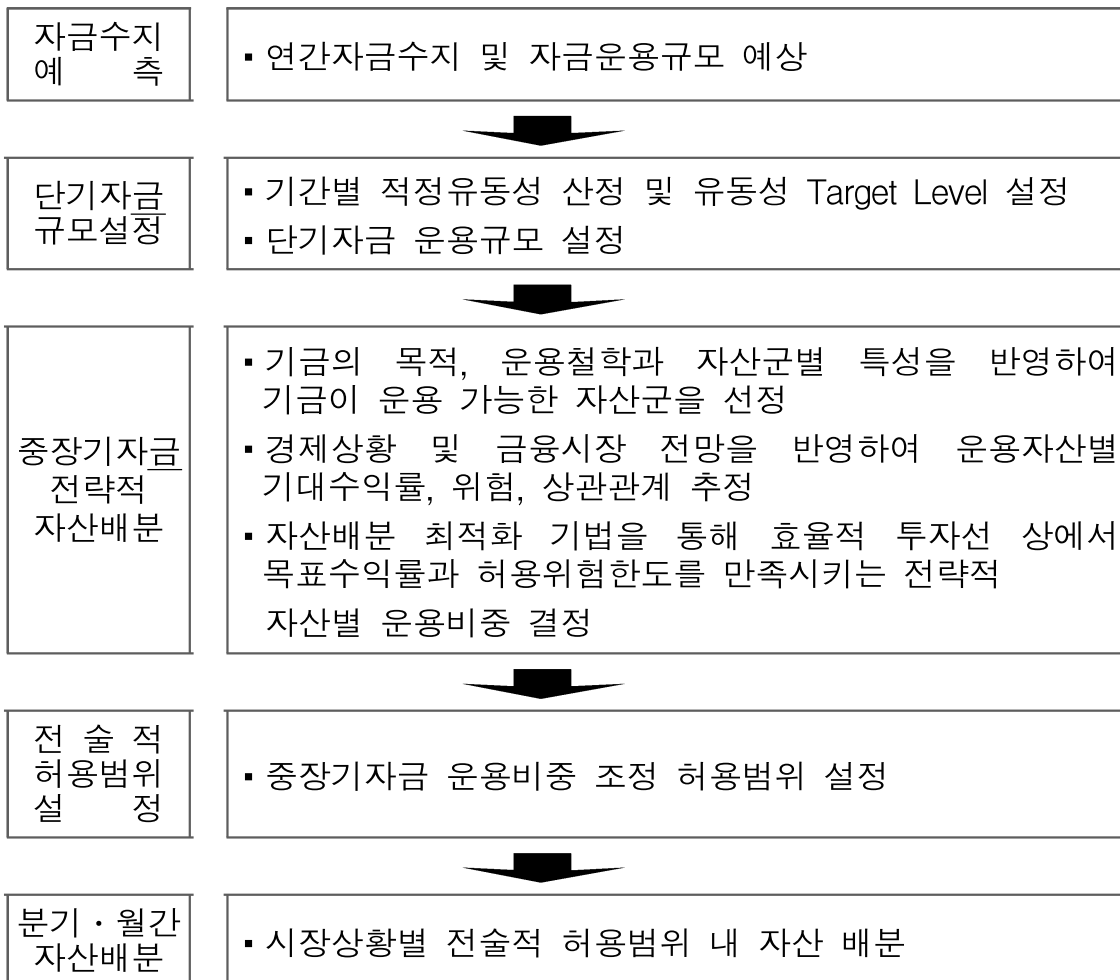 자금수지
예 측
▪ 연간자금수지 및 자금운용규모 예상
단기자금
규모설정
▪ 기간별 적정유동성 산정 및 유동성 Target Level 설정
▪ 단기자금 운용규모 설정
중장기자금
전략적
자산배분
▪ 기금의 목적, 운용철학과 자산군별 특성을 반영하여
기금이 운용 가능한 자산군을 선정
▪ 경제상황 및 금융시장 전망을 반영하여 운용자산별
기대수익률, 위험, 상관관계 추정
▪ 자산배분 최적화 기법을 통해 효율적 투자선 상에서
목표수익률과 허용위험한도를 만족시키는 전략적
자산별 운용비중 결정
전 술 적
허용범위
설 정
▪ 중장기자금 운용비중 조정 허용범위 설정
분기・월간
자산배분
▪ 시장상황별 전술적 허용범위 내 자산 배분